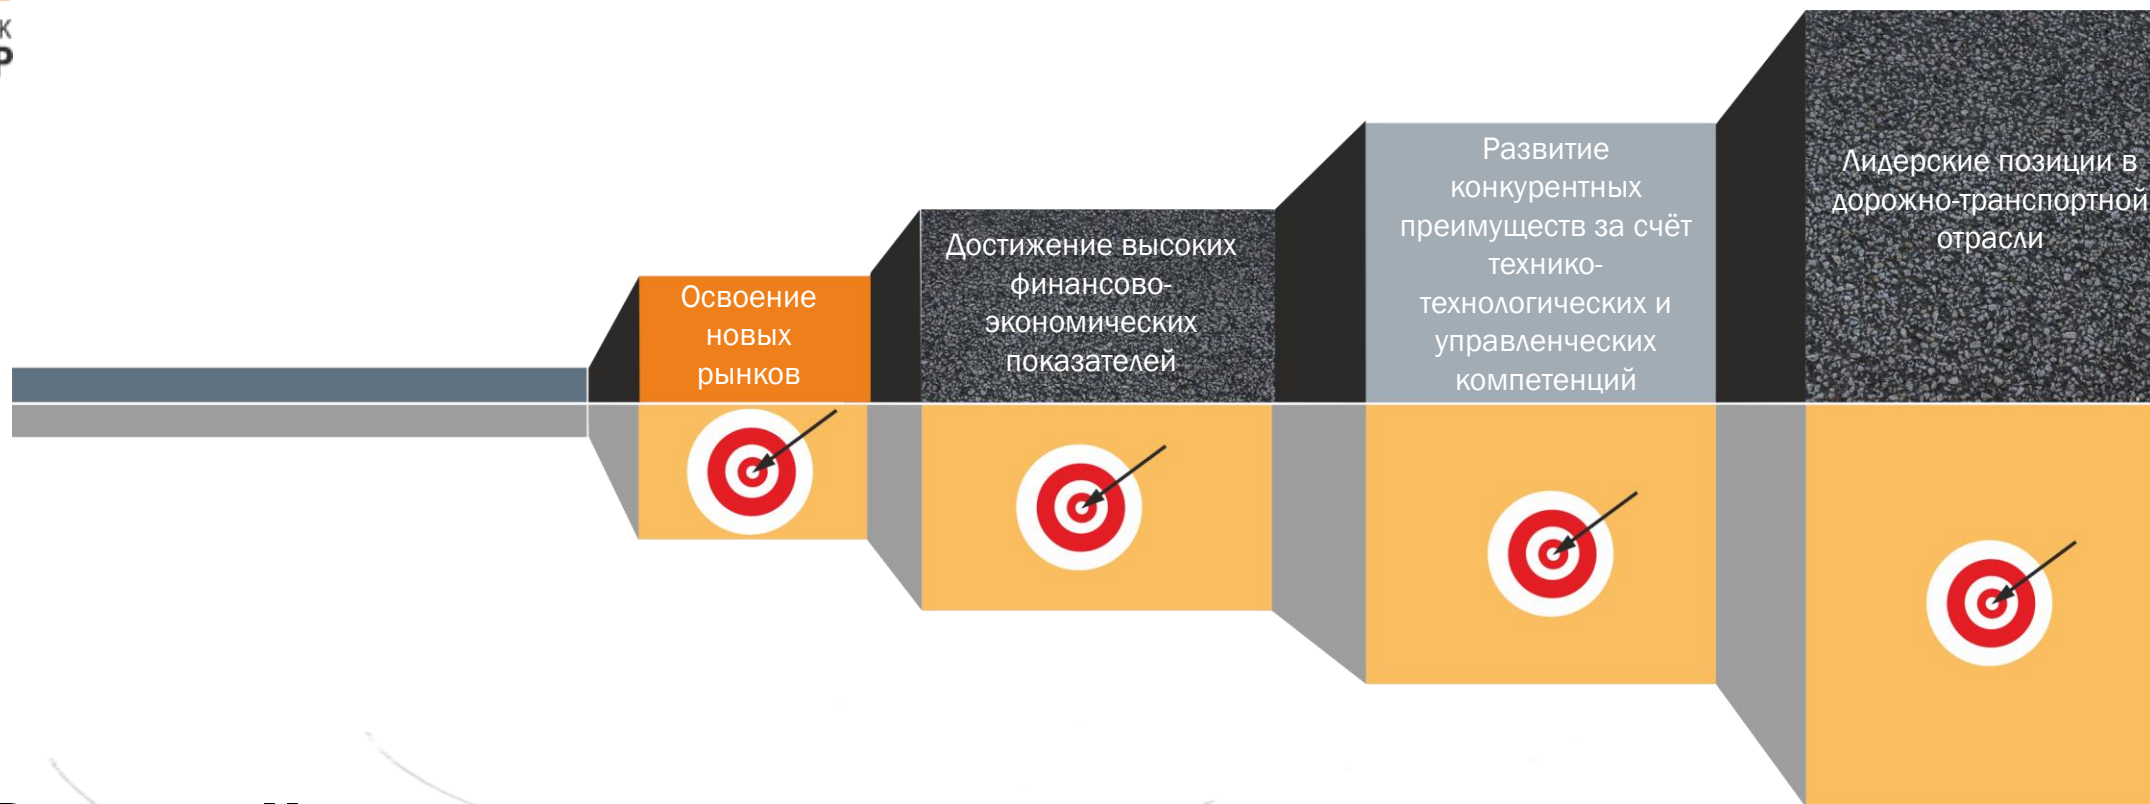 К
Р
Освоение
новых
рынков
Достижение высоких
финансово-
экономических
показателей
Развитие
конкурентных
преимуществ за счёт
технико-
технологических и
управленческих
компетенций
Лидерские позиции в
дорожно-транспортной
отрасли